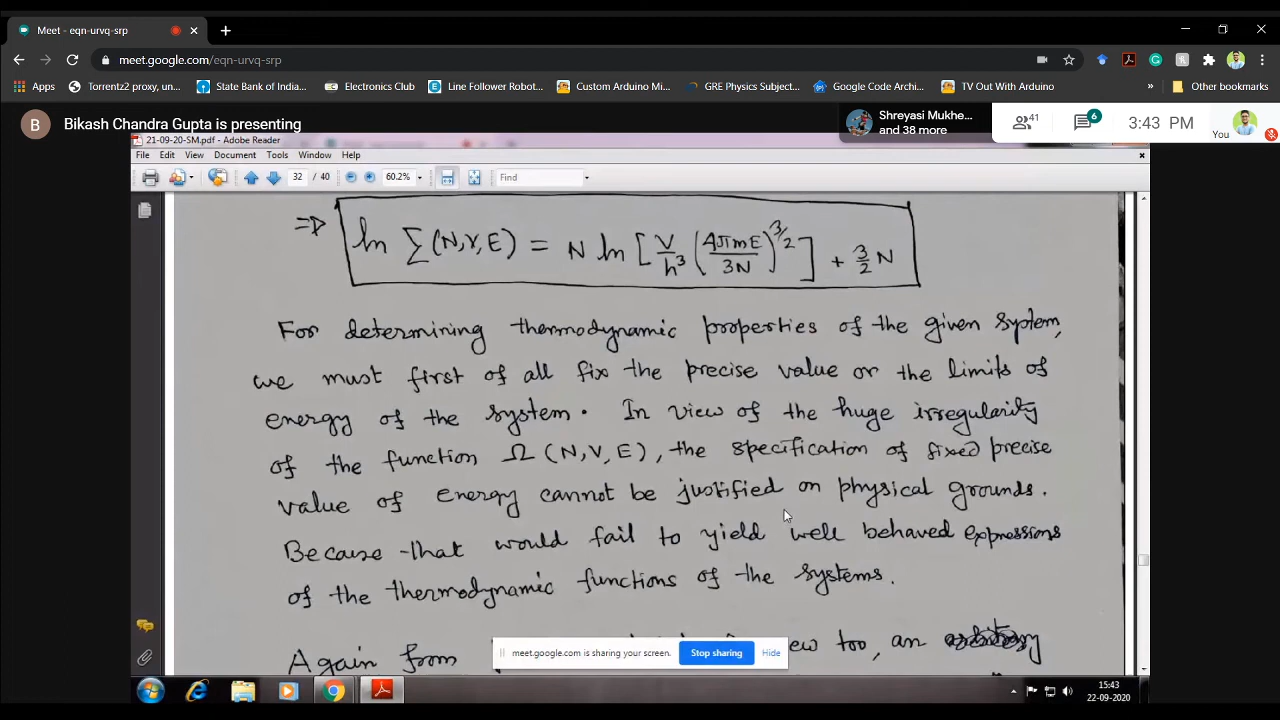 Meet - eqn-urvq-srp
meet.google.com/eqn-urvq-srp
Apps Torrentz2 proxy, un... State Bank of India Electronics Club Line Follower Robot... Custom Arduino Mi... GRE Physics Subject... Google Code Archi... TV Out With Arduino » Other bookmarks
B Bikash Chandra Gupta is presenting
Shreyasi Mukhe...
and 38 more
41 6 3:43 PM
You
21-09-20-SM.pdf - Adobe Reader
File Edit View Document Tools Window Help
32 / 40 60.2% Find
⇒ ln Σ(N,V,E) = N ln [V/h³ (4πmE/3N)^3/2] + 3/2 N
For determining thermodynamic properties of the given system,
we must first of all fix the precise value or the limits of
energy of the system. In view of the huge irregularity
of the function Ω (N,V,E), the specification of fixed precise
value of energy cannot be justified on physical grounds.
Because that would fail to yield well behaved expressions
of the thermodynamic functions of the systems.
Again from ew too, an
meet.google.com is sharing your screen. Stop sharing Hide
15:43
22-09-2020